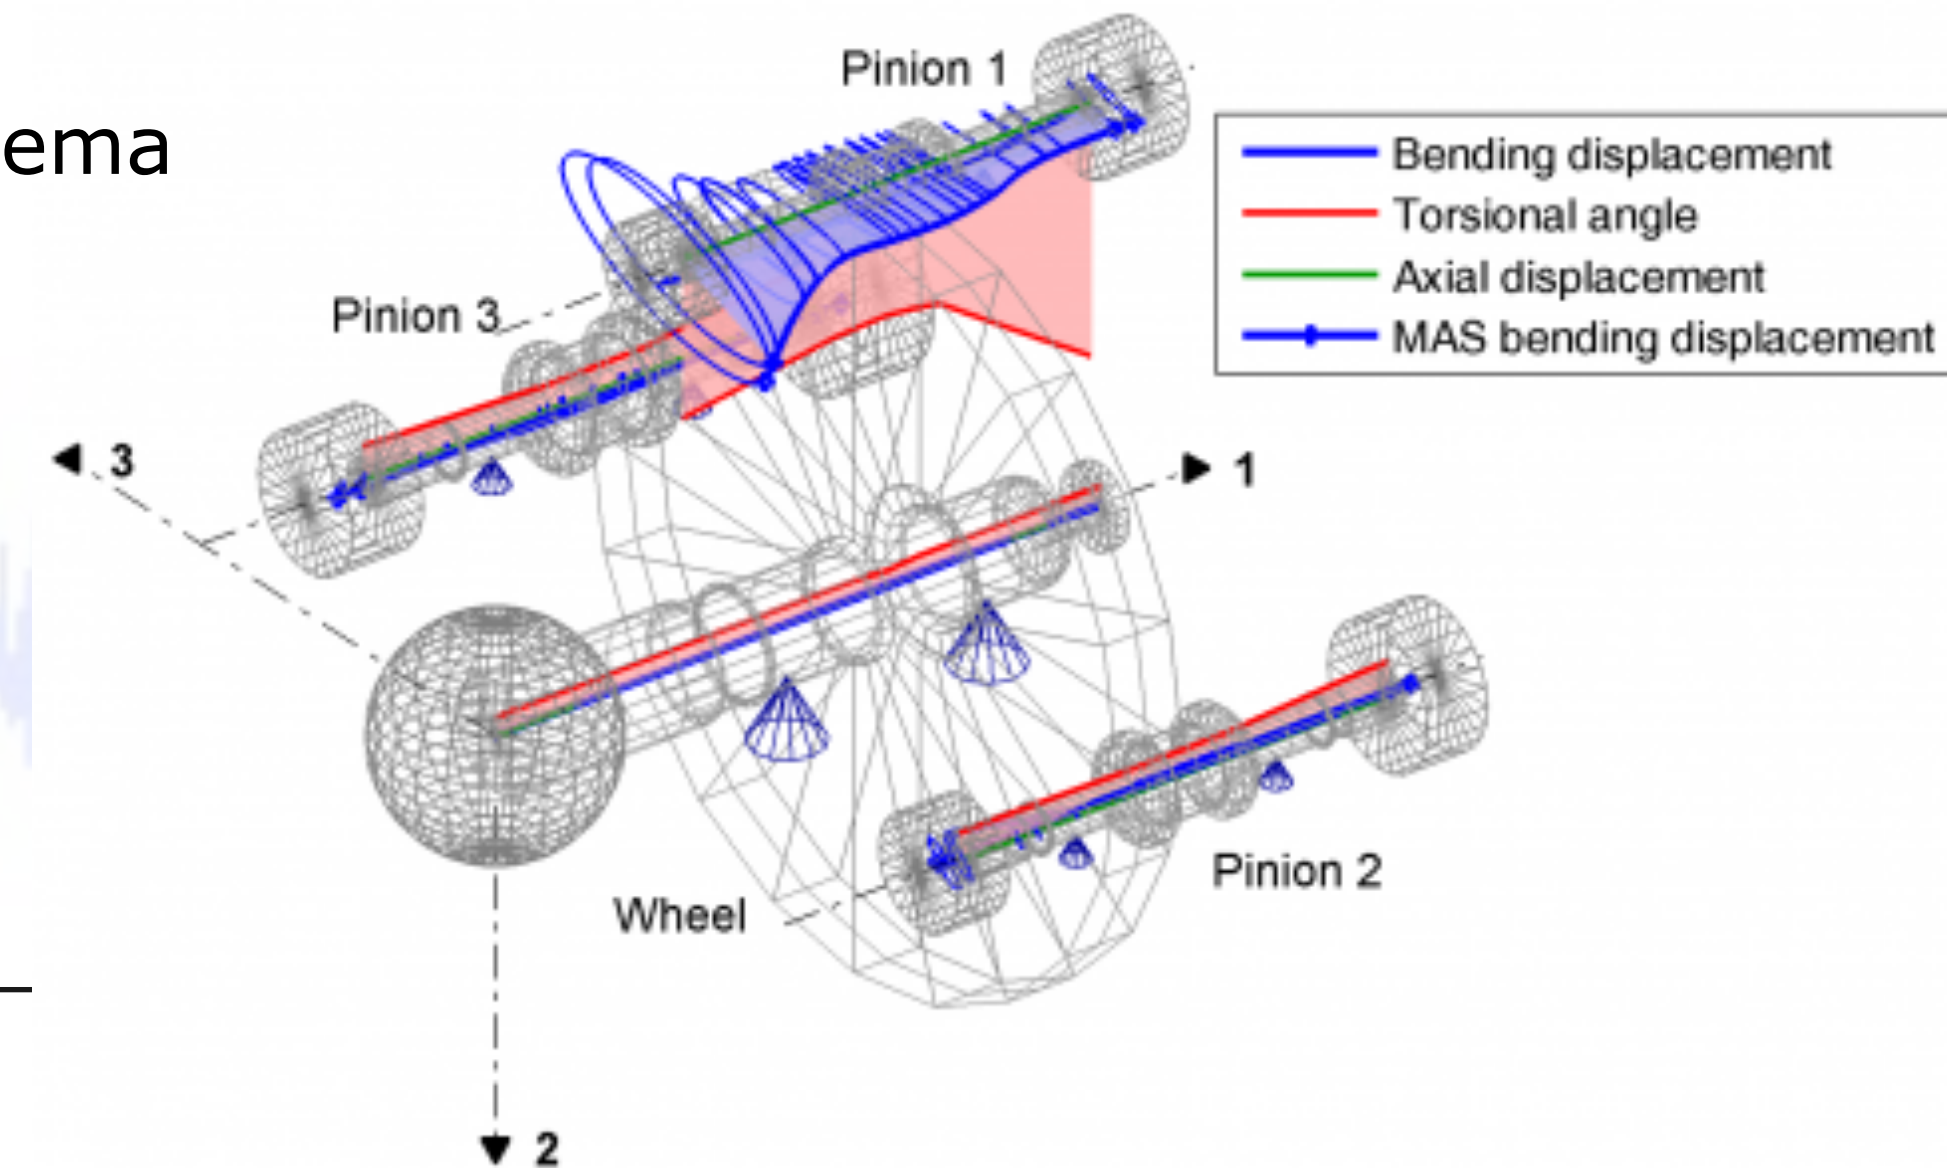 ema
Pinion 1
Bending displacement
Torsional angle
Axial displacement
MAS bending displacement
Pinion 3
3
1
Pinion 2
Wheel
2